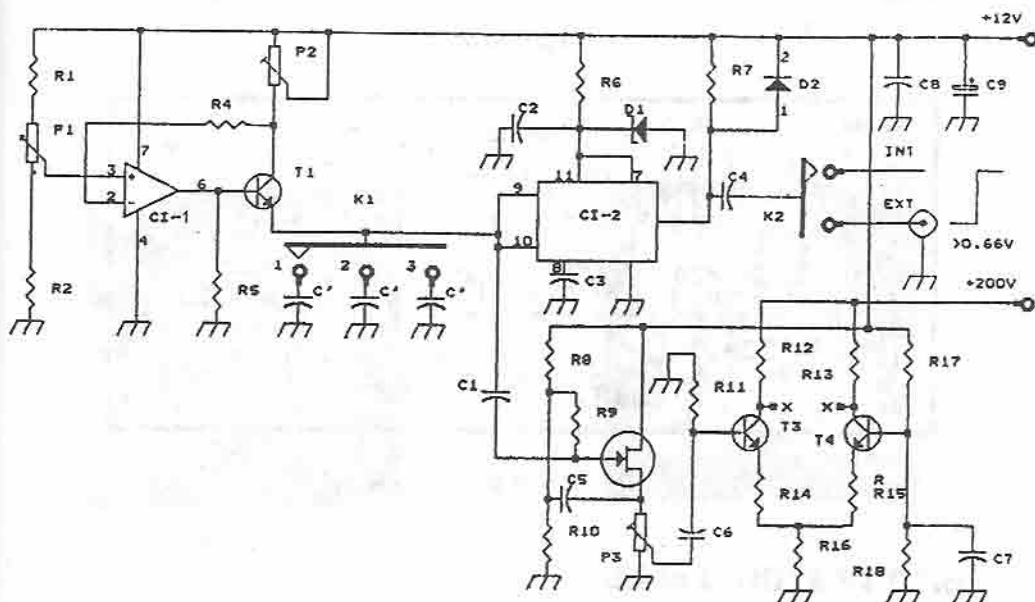 +12V
P2
R1
R6
R7
2
D2
C8
C9
R4
C2
D1
P1
7
1
INT
3
T1
11
7
2
6
9
C4
CI-1
K1
CI-2
K2
EXT
4
10
>0.66V
1
2
3
8
C3
R2
R5
C'
C'
C'
+200V
R8
R12
R17
R11
R13
C1
R9
X
X
T3
T4
C5
R14
R
R15
R10
C6
P3
R16
C7
R18